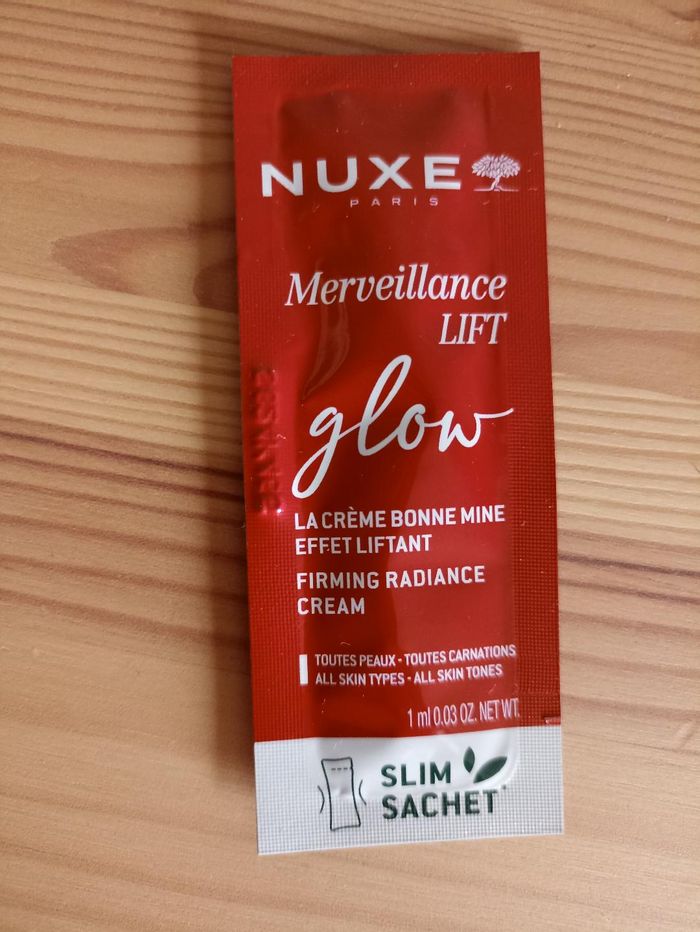 NUXE
PARIS
Merveillance
LIFT
glow
LA CRÈME BONNE MINE
EFFET LIFTANT
FIRMING RADIANCE
CREAM
TOUTES PEAUX - TOUTES CARNATIONS
ALL SKIN TYPES - ALL SKIN TONES
1 ml 0.03 OZ. NET WT.
SLIM
SACHET*